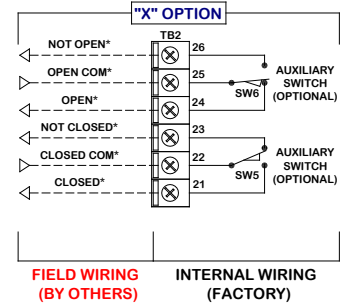 "X" OPTION
TB2
NOT OPEN* 26
OPEN COM* 25
OPEN* 24
NOT CLOSED* 23
CLOSED COM* 22
CLOSED* 21
SW6
AUXILIARY
SWITCH
(OPTIONAL)
SW5
AUXILIARY
SWITCH
(OPTIONAL)
FIELD WIRING
(BY OTHERS)
INTERNAL WIRING
(FACTORY)